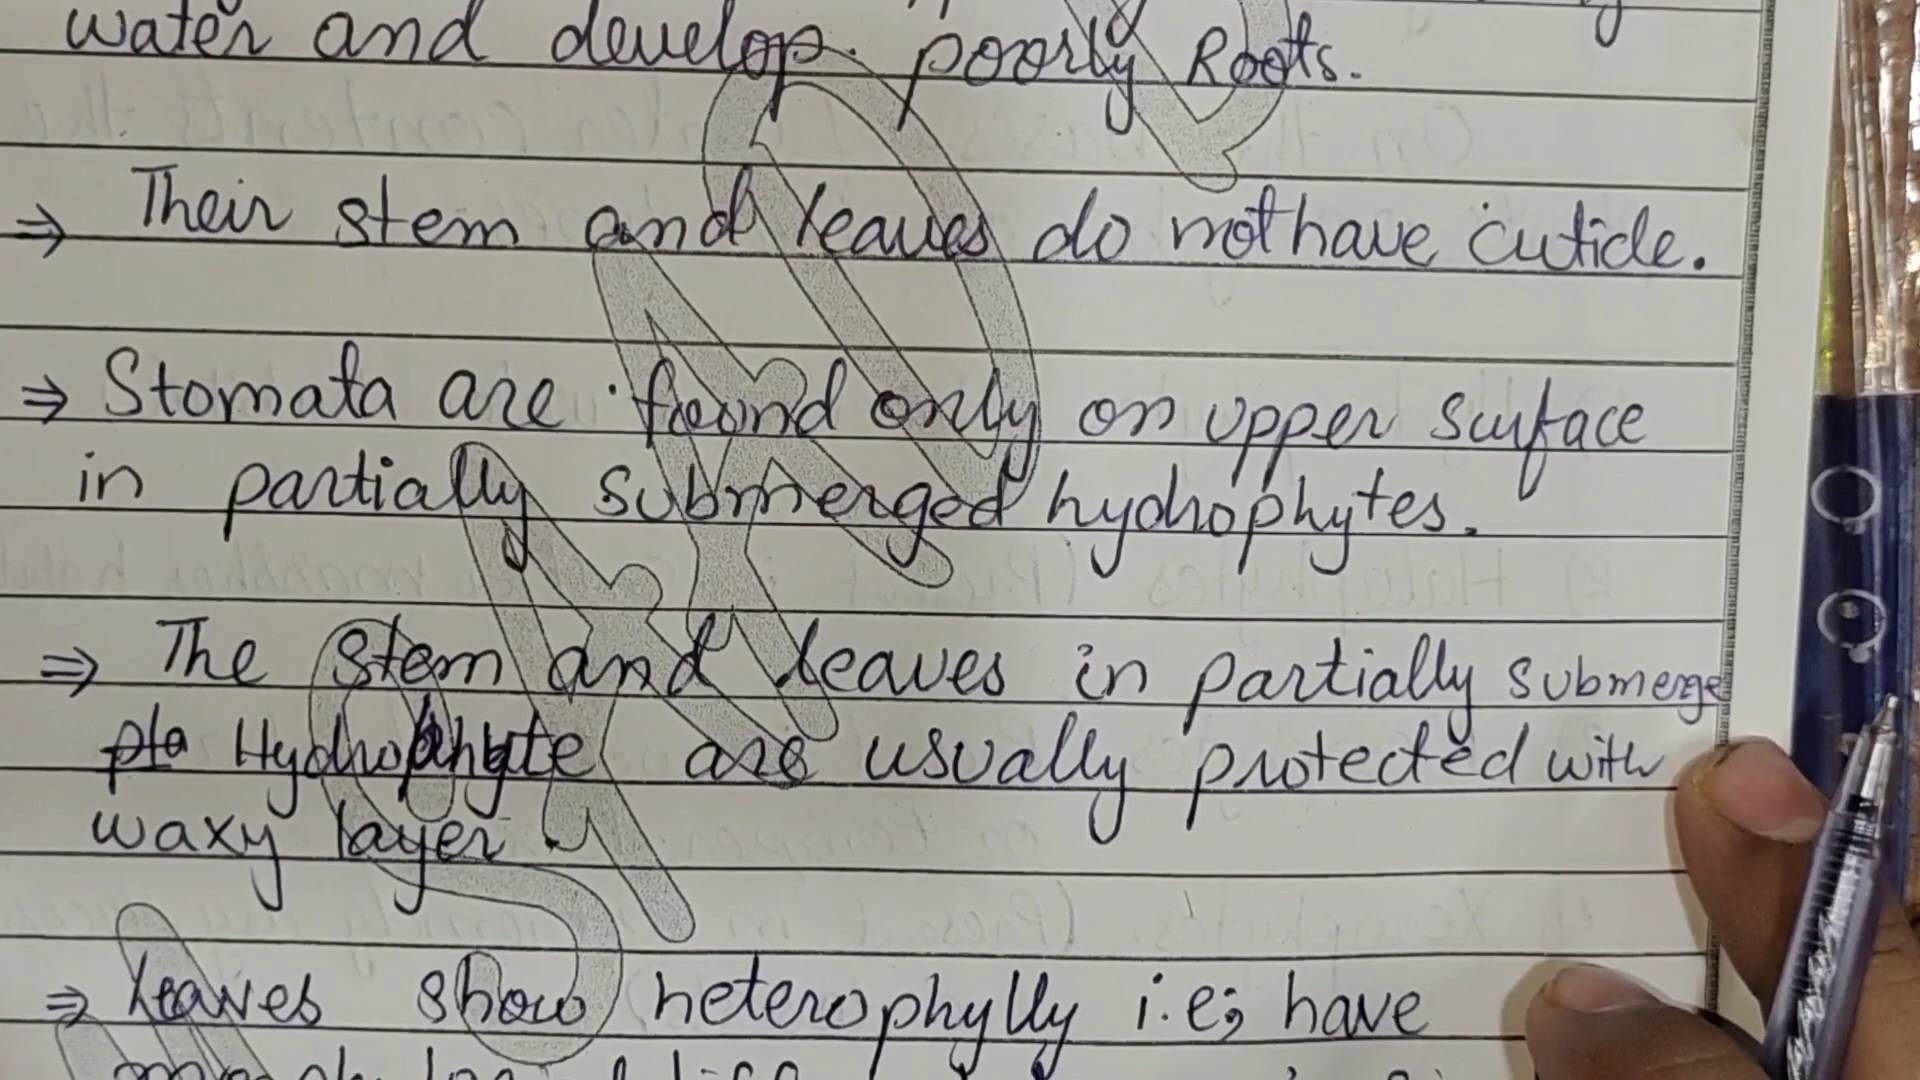 water and develop. poorly Roots.
⇒ Their stem and leaves do not have cuticle.
⇒ Stomata are found only on upper surface
in partially submerged hydrophytes.
⇒ The stem and leaves in partially submerge
Hydrophyte are usually protected with
waxy layer.
⇒ Leaves show heterophylly i.e; have